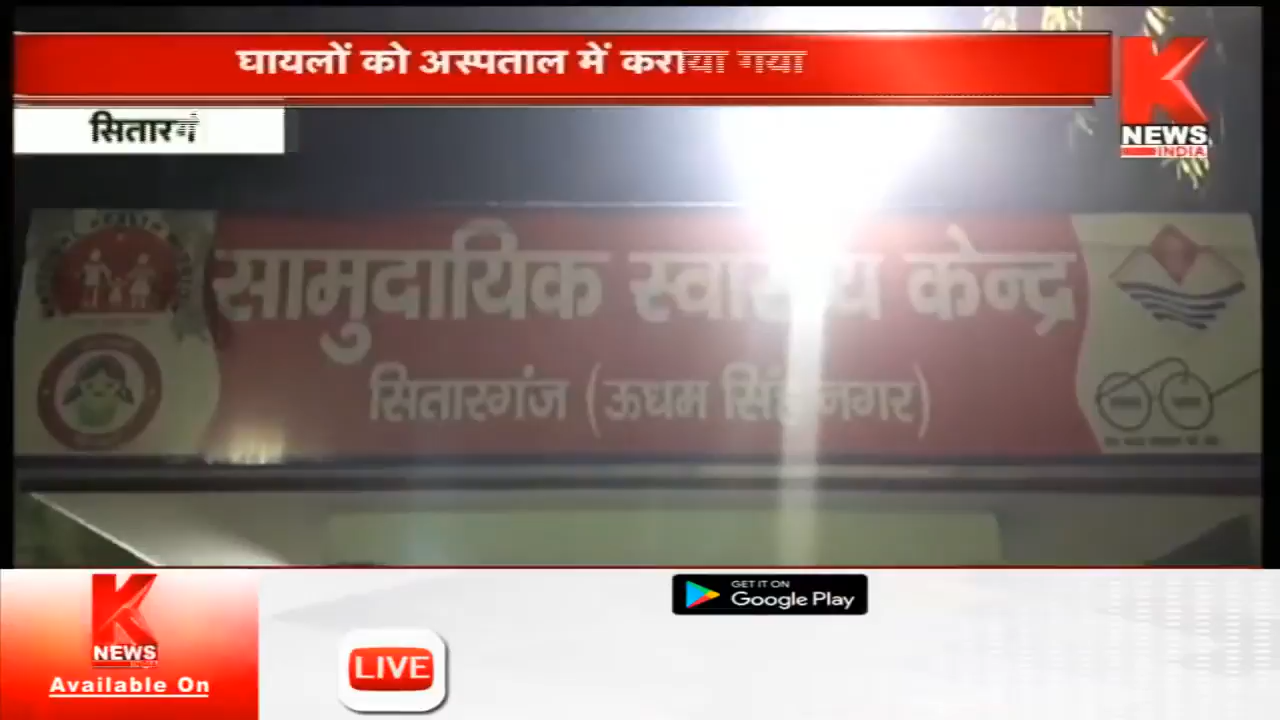 घायलों को अस्पताल में कराया गया
सितारगं
K
NEWS
INDIA
सामुदायिक स्वास्थ्य केन्द्र
सितारगंज (ऊधम सिंह नगर)
K
NEWS
Available On
LIVE
GET IT ON
Google Play